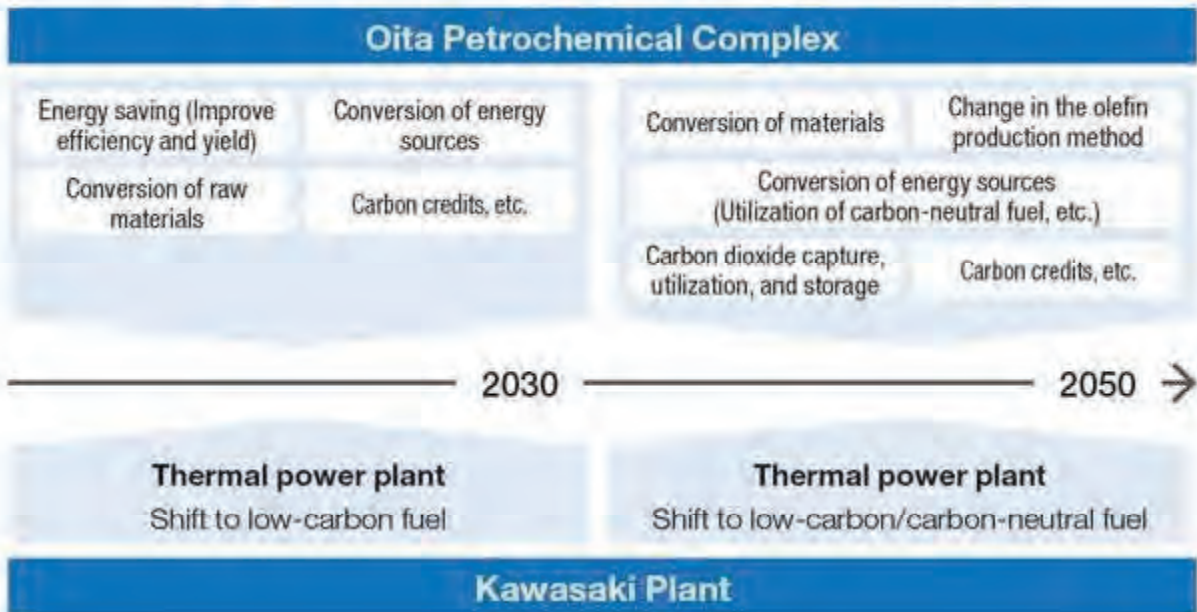 Oita Petrochemical Complex
Energy saving (Improve
efficiency and yield)
Conversion of energy
sources
Conversion of raw
materials
Carbon credits, etc.
Conversion of materials
Change in the olefin
production method
Conversion of energy sources
(Utilization of carbon-neutral fuel, etc.)
Carbon dioxide capture,
utilization, and storage
Carbon credits, etc.
2030
2050
Thermal power plant
Shift to low-carbon fuel
Thermal power plant
Shift to low-carbon/carbon-neutral fuel
Kawasaki Plant